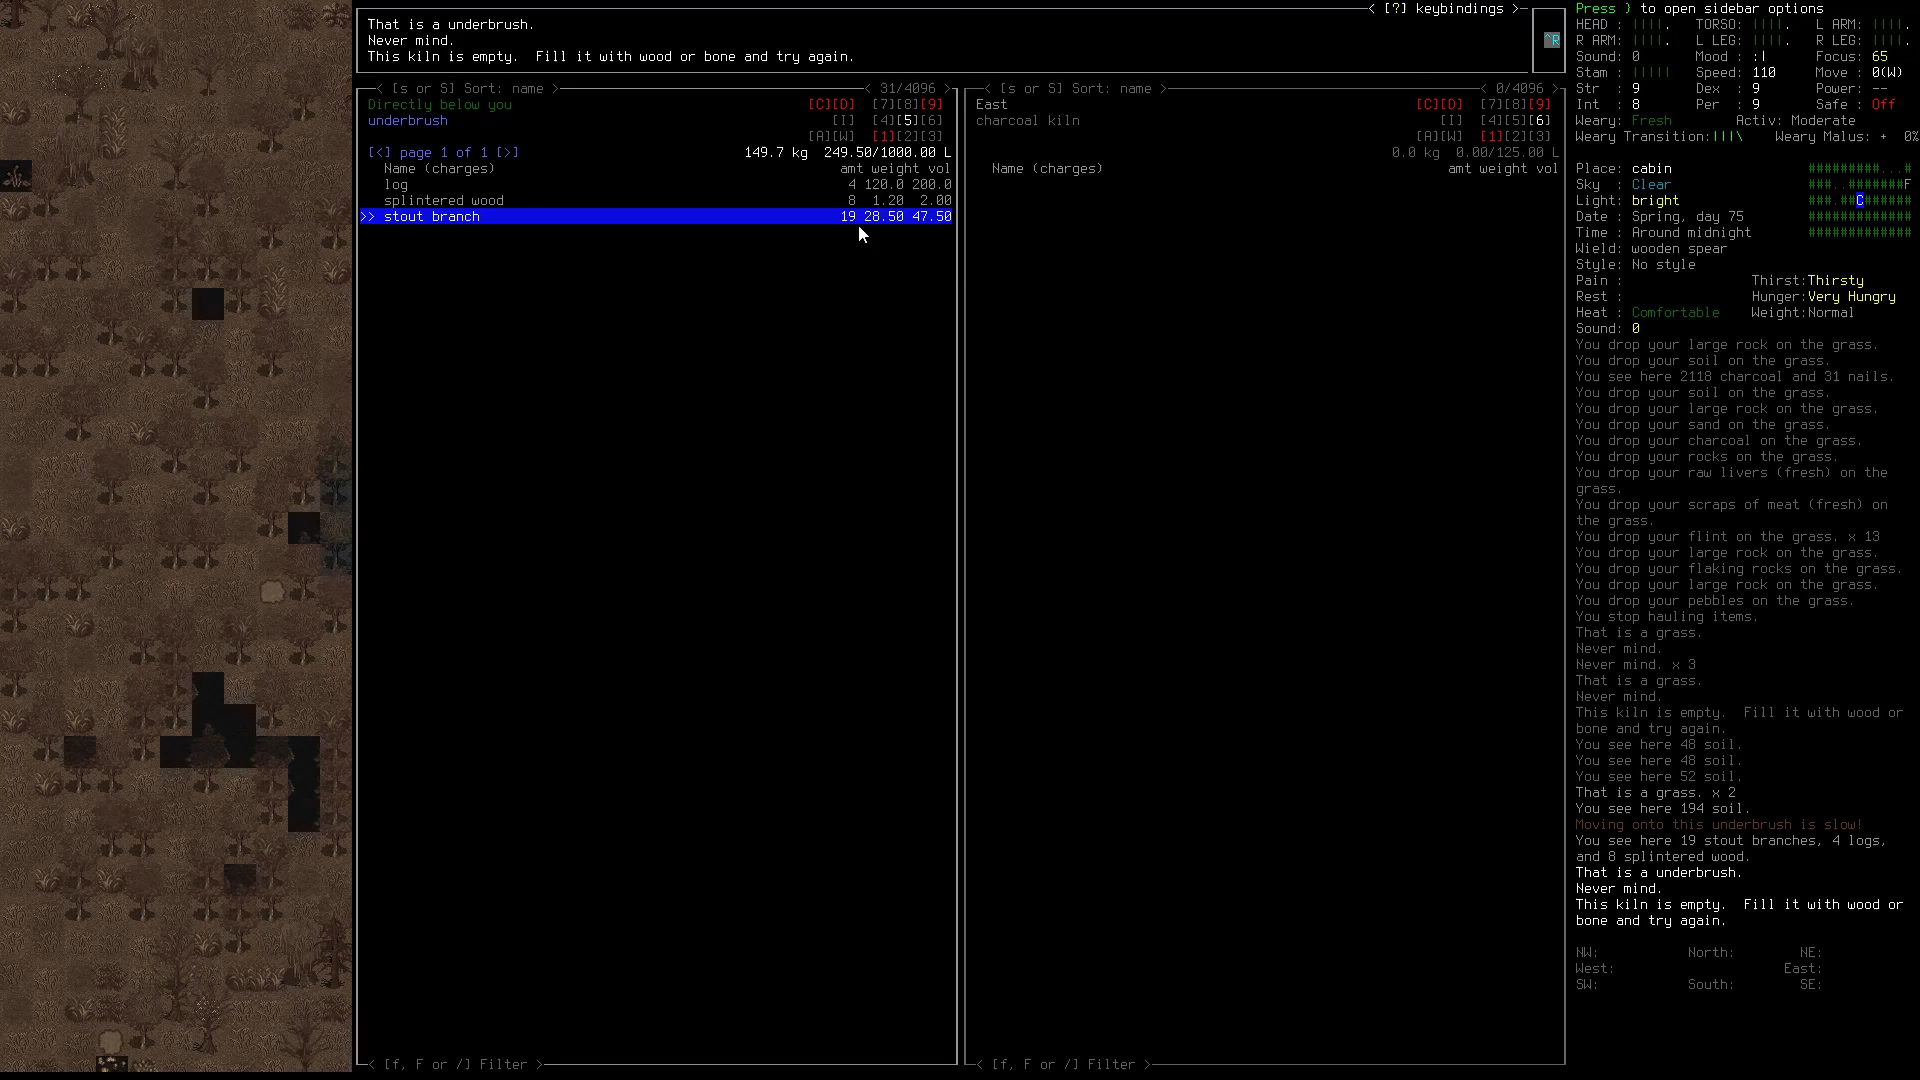 < [?] keybindings >
That is a underbrush.
Never mind.
This kiln is empty.  Fill it with wood or bone and try again.
^R
< [s or S] Sort: name >
< 31/4096 >
Directly below you
[C][D]  [7][8][9]
underbrush
[I]  [4][5][6]
[A][W]  [1][2][3]
[<] page 1 of 1 [>]
149.7 kg  249.50/1000.00 L
Name (charges)
amt weight vol
log 4 120.0 200.0
splintered wood 8 1.20 2.00
>> stout branch 19 28.50 47.50
< [f, F or /] Filter >
< [s or S] Sort: name >
< 0/4096 >
East
[C][D]  [7][8][9]
charcoal kiln
[I]  [4][5][6]
[A][W]  [1][2][3]
0.0 kg  0.00/125.00 L
Name (charges)
amt weight vol
< [f, F or /] Filter >
Press ) to open sidebar options
HEAD : ||||. TORSO: ||||. L ARM: ||||.
R ARM: ||||. L LEG: ||||. R LEG: ||||.
Sound: 0 Mood : :| Focus: 65
Stam : ||||| Speed: 110 Move : 0(W)
Str : 9 Dex : 9 Power: --
Int : 8 Per : 9 Safe : Off
Weary: Fresh Activ: Moderate
Weary Transition:|||\ Weary Malus: + 0%
Place: cabin #########...#
Sky : Clear ###..#######F
Light: bright ###.##C######
Date : Spring, day 75 #############
Time : Around midnight #############
Wield: wooden spear
Style: No style
Pain : Thirst:Thirsty
Rest : Hunger:Very Hungry
Heat : Comfortable Weight:Normal
Sound: 0
You drop your large rock on the grass.
You drop your soil on the grass.
You see here 2118 charcoal and 31 nails.
You drop your soil on the grass.
You drop your large rock on the grass.
You drop your sand on the grass.
You drop your charcoal on the grass.
You drop your rocks on the grass.
You drop your raw livers (fresh) on the
grass.
You drop your scraps of meat (fresh) on
the grass.
You drop your flint on the grass. x 13
You drop your large rock on the grass.
You drop your flaking rocks on the grass.
You drop your large rock on the grass.
You drop your pebbles on the grass.
You stop hauling items.
That is a grass.
Never mind.
Never mind. x 3
That is a grass.
Never mind.
This kiln is empty.  Fill it with wood or
bone and try again.
You see here 48 soil.
You see here 48 soil.
You see here 52 soil.
That is a grass. x 2
You see here 194 soil.
Moving onto this underbrush is slow!
You see here 19 stout branches, 4 logs,
and 8 splintered wood.
That is a underbrush.
Never mind.
This kiln is empty.  Fill it with wood or
bone and try again.
NW: North: NE:
West: East:
SW: South: SE: